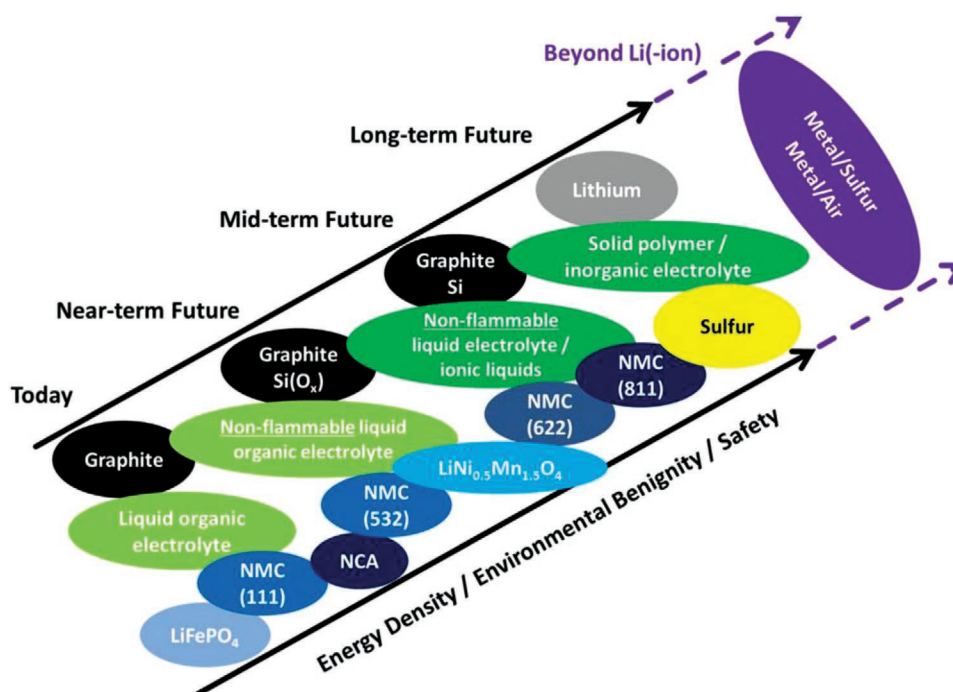 Beyond Li(-ion)
Metal/Sulfur
Metal/Air
Long-term Future
Lithium
Mid-term Future
Solid polymer /
inorganic electrolyte
Graphite
Si
Near-term Future
Non-flammable
liquid electrolyte /
ionic liquids
Sulfur
Graphite
Si(Oₓ)
NMC
(811)
Today
NMC
(622)
Non-flammable liquid
organic electrolyte
Graphite
LiNi₀.₅Mn₁.₅O₄
NMC
(532)
Liquid organic
electrolyte
NCA
NMC
(111)
LiFePO₄
Energy Density / Environmental Benignity / Safety